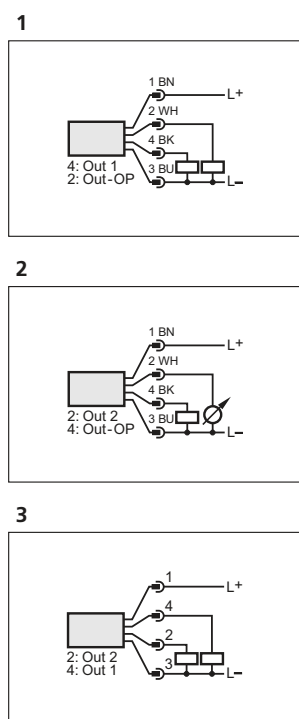 1
1 BN
L+
2 WH
4 BK
3 BU
L–
4: Out 1
2: Out-OP
2
1 BN
L+
2 WH
4 BK
3 BU
L–
2: Out 2
4: Out-OP
3
1
L+
4
2
3
L–
2: Out 2
4: Out 1